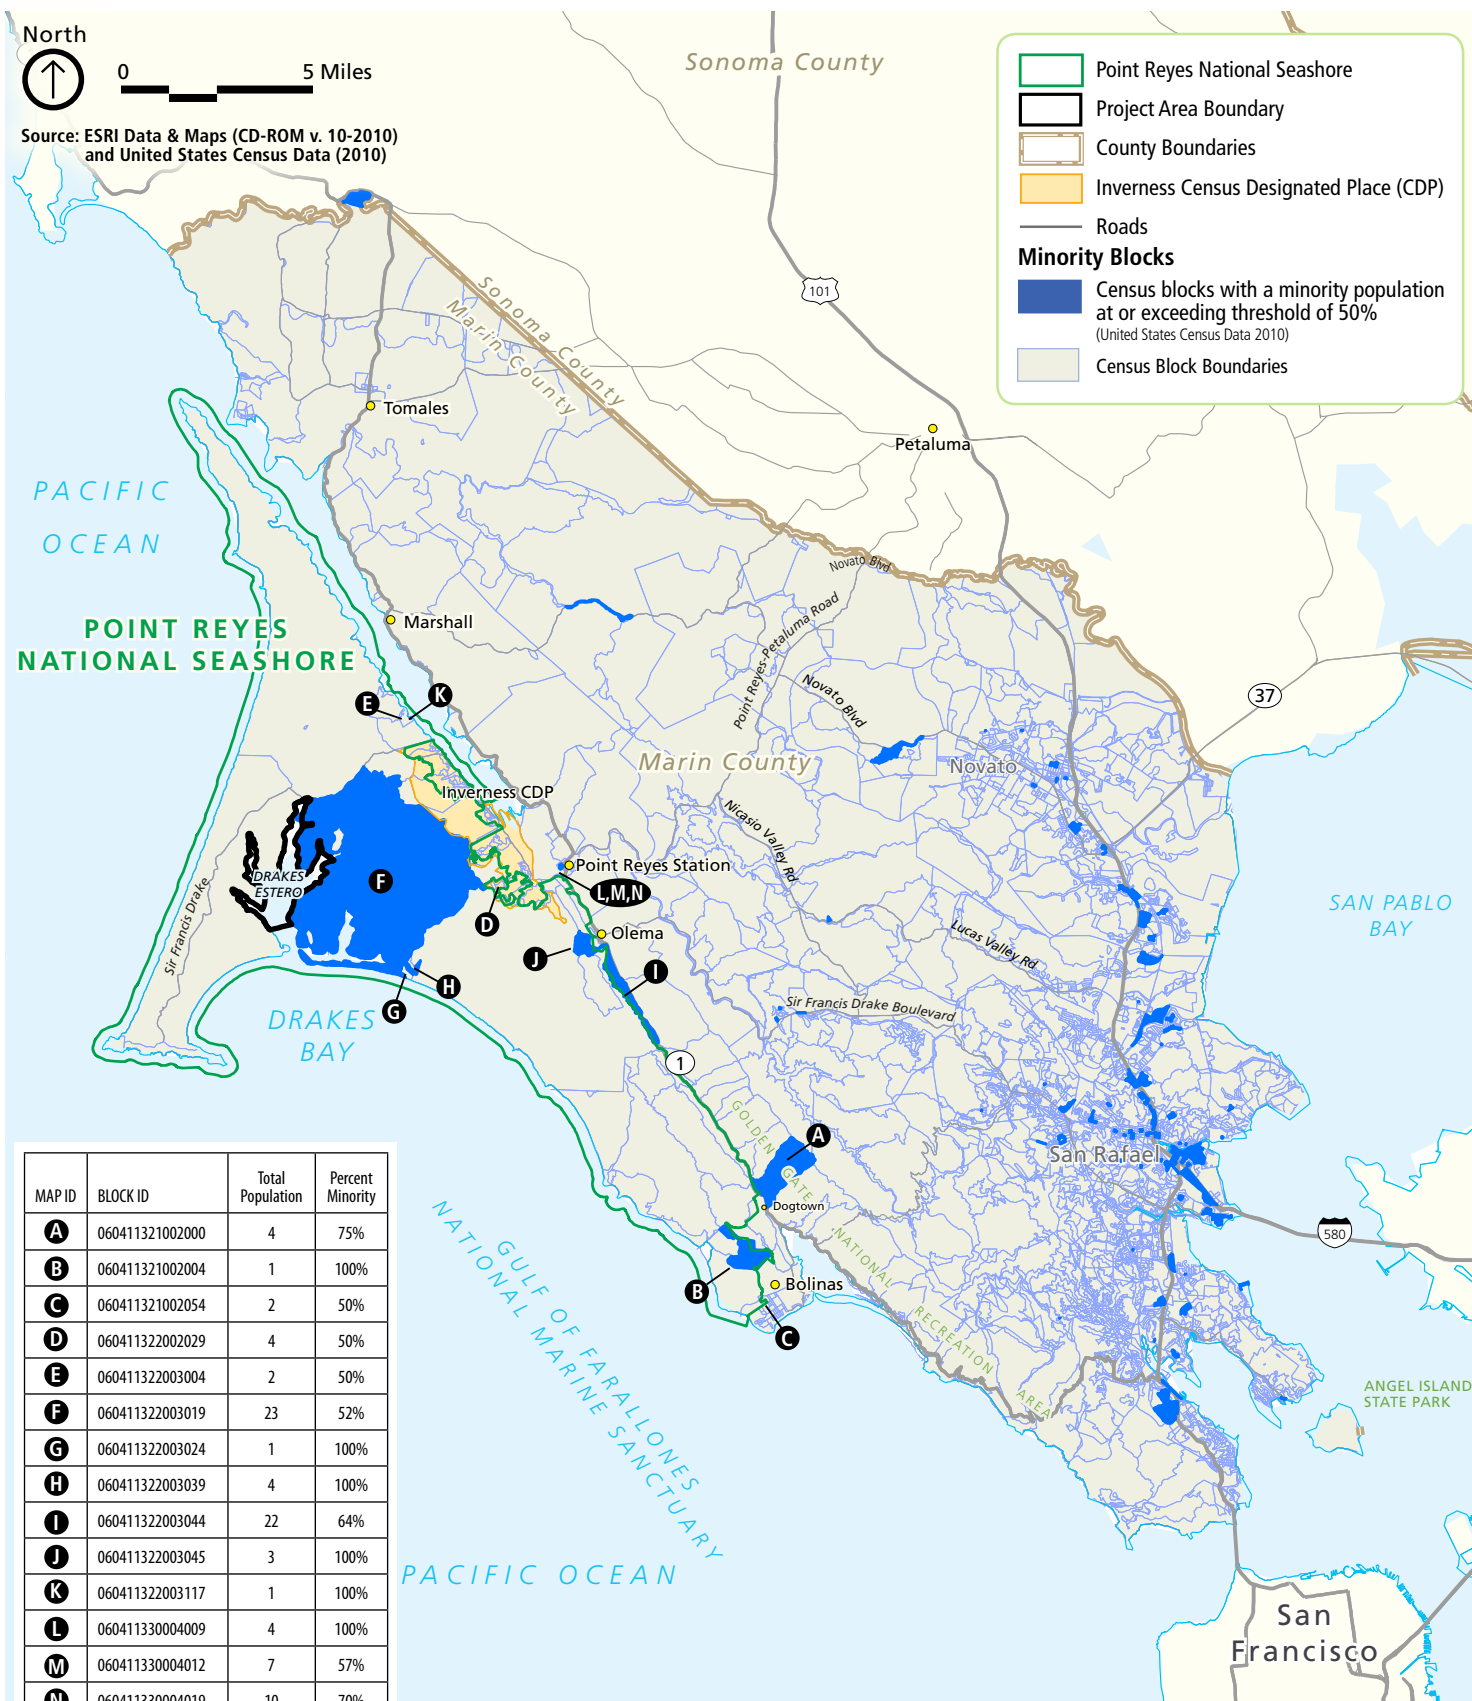 North
0 5 Miles
Source: ESRI Data & Maps (CD-ROM v. 10-2010)
and United States Census Data (2010)
Sonoma County
Point Reyes National Seashore
Project Area Boundary
County Boundaries
Inverness Census Designated Place (CDP)
Roads
Minority Blocks
Census blocks with a minority population
at or exceeding threshold of 50%
(United States Census Data 2010)
Census Block Boundaries
101
Sonoma County
Marin County
Tomales
Petaluma
PACIFIC
OCEAN
Novato Blvd
Point Reyes-Petaluma Road
Marshall
POINT REYES
NATIONAL SEASHORE
E
K
Novato Blvd
37
Marin County
Novato
Inverness CDP
Nicasio Valley Rd
Point Reyes Station
DRAKES
ESTERO
F
L,M,N
Sir Francis Drake
D
SAN PABLO
BAY
Olema
Lucas Valley Rd
J
I
H
G
Sir Francis Drake Boulevard
DRAKES
BAY
1
GOLDEN GATE NATIONAL RECREATION AREA
A
San Rafael
Dogtown
580
B
Bolinas
C
GULF OF FARALLONES
NATIONAL MARINE SANCTUARY
ANGEL ISLAND
STATE PARK
PACIFIC OCEAN
San
Francisco
MAP ID BLOCK ID Total Population Percent Minority
A 060411321002000 4 75%
B 060411321002004 1 100%
C 060411321002054 2 50%
D 060411322002029 4 50%
E 060411322003004 2 50%
F 060411322003019 23 52%
G 060411322003024 1 100%
H 060411322003039 4 100%
I 060411322003044 22 64%
J 060411322003045 3 100%
K 060411322003117 1 100%
L 060411330004009 4 100%
M 060411330004012 7 57%
N 060411330004019 10 70%